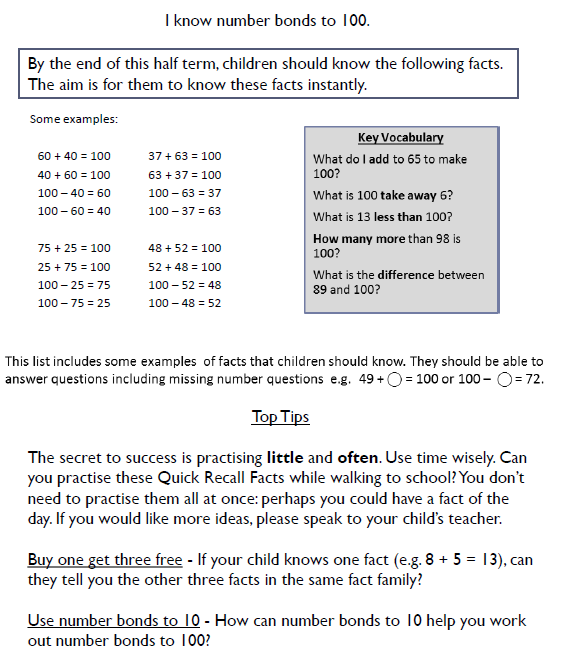 I know number bonds to 100.
By the end of this half term, children should know the following facts.
The aim is for them to know these facts instantly.
Some examples:
60 + 40 = 100
40 + 60 = 100
100 – 40 = 60
100 – 60 = 40
37 + 63 = 100
63 + 37 = 100
100 – 63 = 37
100 – 37 = 63
75 + 25 = 100
25 + 75 = 100
100 – 25 = 75
100 – 75 = 25
48 + 52 = 100
52 + 48 = 100
100 – 52 = 48
100 – 48 = 52
Key Vocabulary
What do I add to 65 to make
100?
What is 100 take away 6?
What is 13 less than 100?
How many more than 98 is
100?
What is the difference between
89 and 100?
This list includes some examples of facts that children should know. They should be able to
answer questions including missing number questions e.g. 49 + ○ = 100 or 100 – ○ = 72.
Top Tips
The secret to success is practising little and often. Use time wisely. Can
you practise these Quick Recall Facts while walking to school? You don't
need to practise them all at once: perhaps you could have a fact of the
day. If you would like more ideas, please speak to your child's teacher.
Buy one get three free - If your child knows one fact (e.g. 8 + 5 = 13), can
they tell you the other three facts in the same fact family?
Use number bonds to 10 - How can number bonds to 10 help you work
out number bonds to 100?